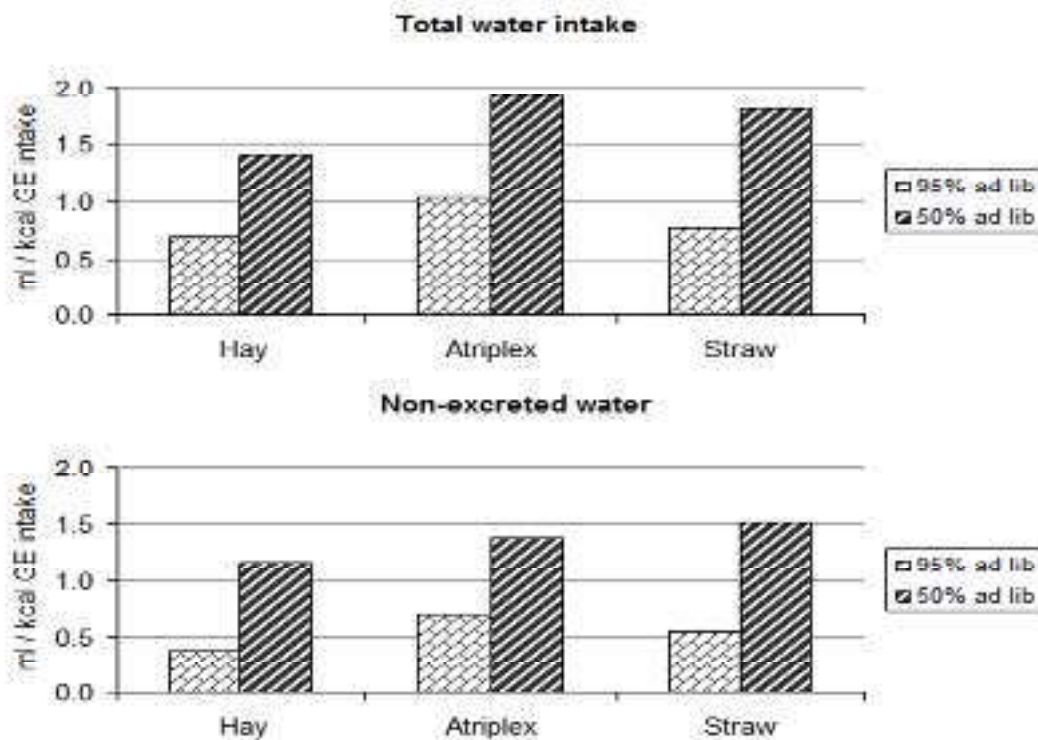 Total water intake
ml / kcal GE intake
2.0
1.5
1.0
0.5
0.0
Hay Atriplex Straw
95% ad lib
50% ad lib
Non-excreted water
ml / kcal GE intake
2.0
1.5
1.0
0.5
0.0
Hay Atriplex Straw
95% ad lib
50% ad lib